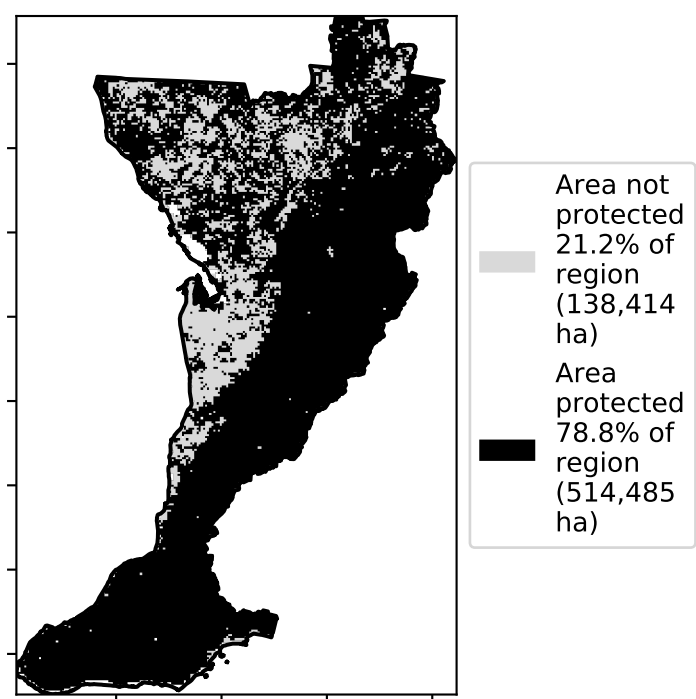 Area not
protected
21.2% of
region
(138,414
ha)
Area
protected
78.8% of
region
(514,485
ha)